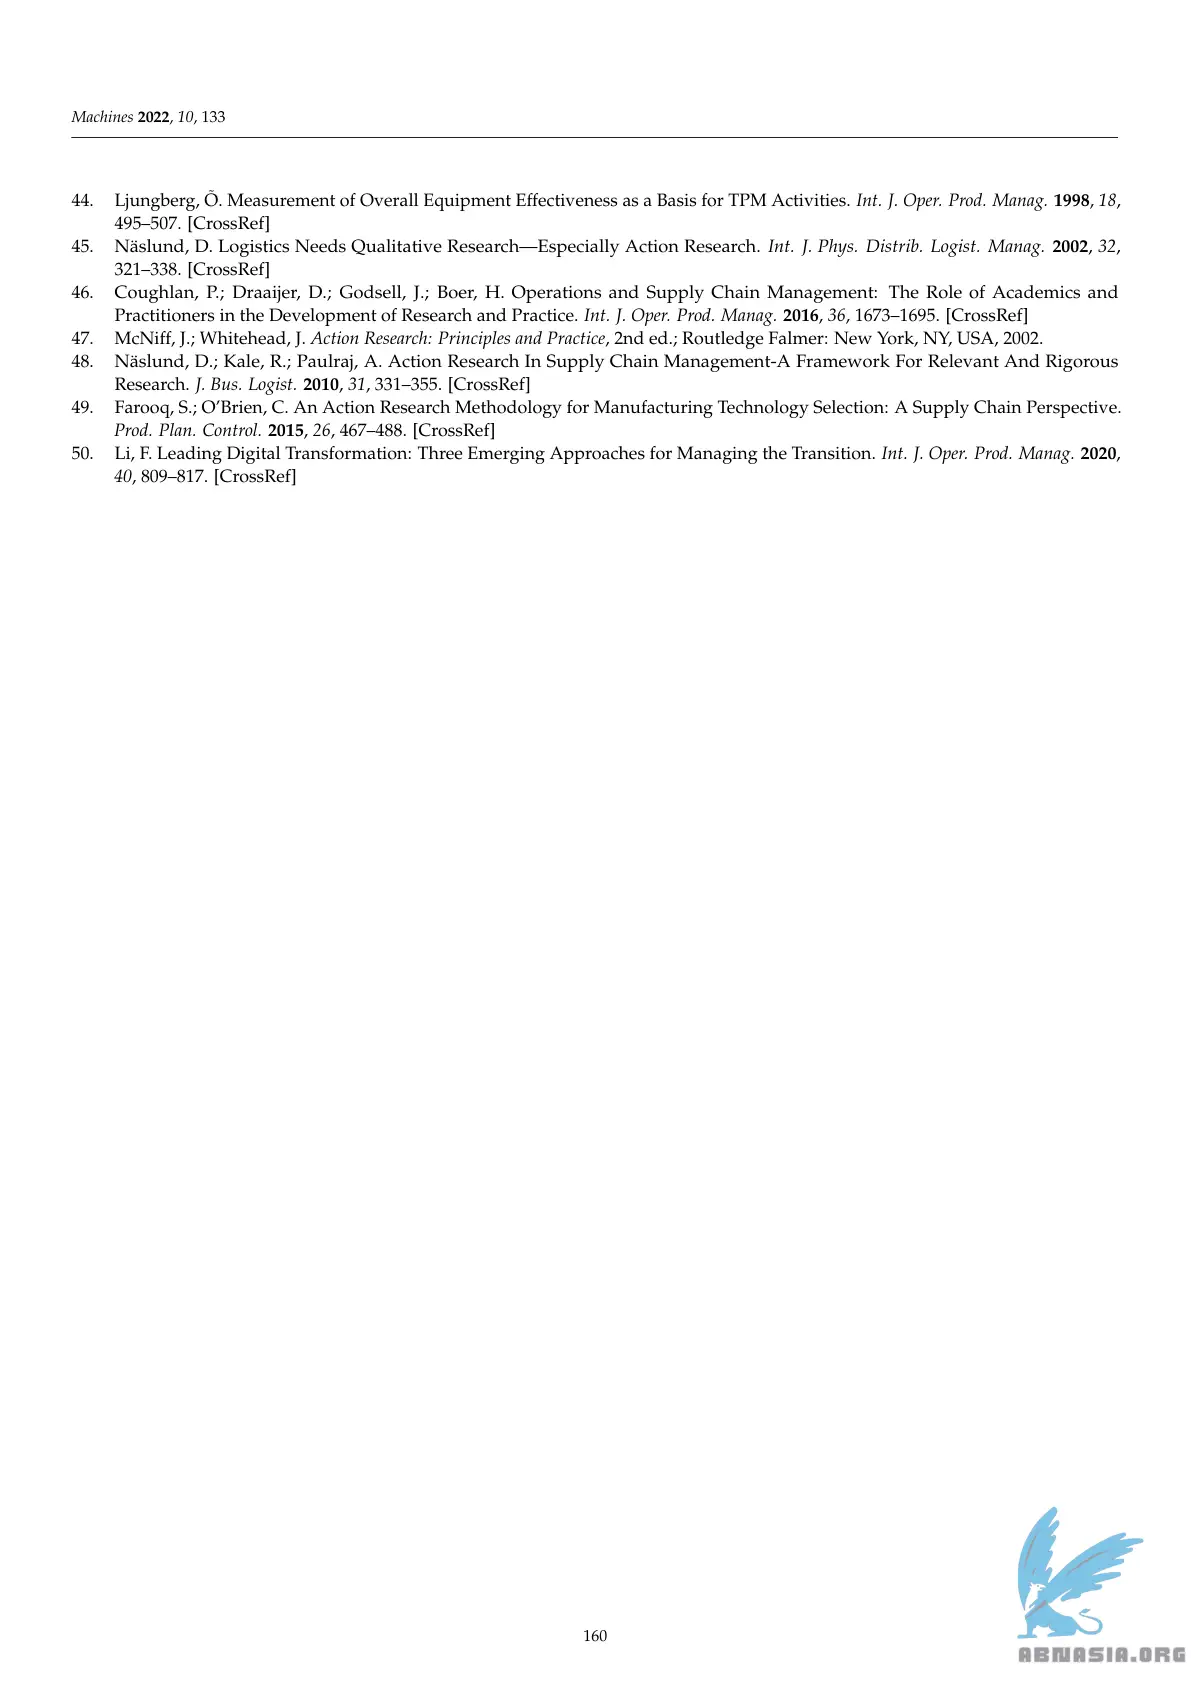 Machines 2022, 10, 133
44. Ljungberg, Õ. Measurement of Overall Equipment Effectiveness as a Basis for TPM Activities. Int. J. Oper. Prod. Manag. 1998, 18,
495–507. [CrossRef]
45. Näslund, D. Logistics Needs Qualitative Research—Especially Action Research. Int. J. Phys. Distrib. Logist. Manag. 2002, 32,
321–338. [CrossRef]
46. Coughlan, P.; Draaijer, D.; Godsell, J.; Boer, H. Operations and Supply Chain Management: The Role of Academics and
Practitioners in the Development of Research and Practice. Int. J. Oper. Prod. Manag. 2016, 36, 1673–1695. [CrossRef]
47. McNiff, J.; Whitehead, J. Action Research: Principles and Practice, 2nd ed.; Routledge Falmer: New York, NY, USA, 2002.
48. Näslund, D.; Kale, R.; Paulraj, A. Action Research In Supply Chain Management-A Framework For Relevant And Rigorous
Research. J. Bus. Logist. 2010, 31, 331–355. [CrossRef]
49. Farooq, S.; O’Brien, C. An Action Research Methodology for Manufacturing Technology Selection: A Supply Chain Perspective.
Prod. Plan. Control. 2015, 26, 467–488. [CrossRef]
50. Li, F. Leading Digital Transformation: Three Emerging Approaches for Managing the Transition. Int. J. Oper. Prod. Manag. 2020,
40, 809–817. [CrossRef]
160
ABNASIA.ORG